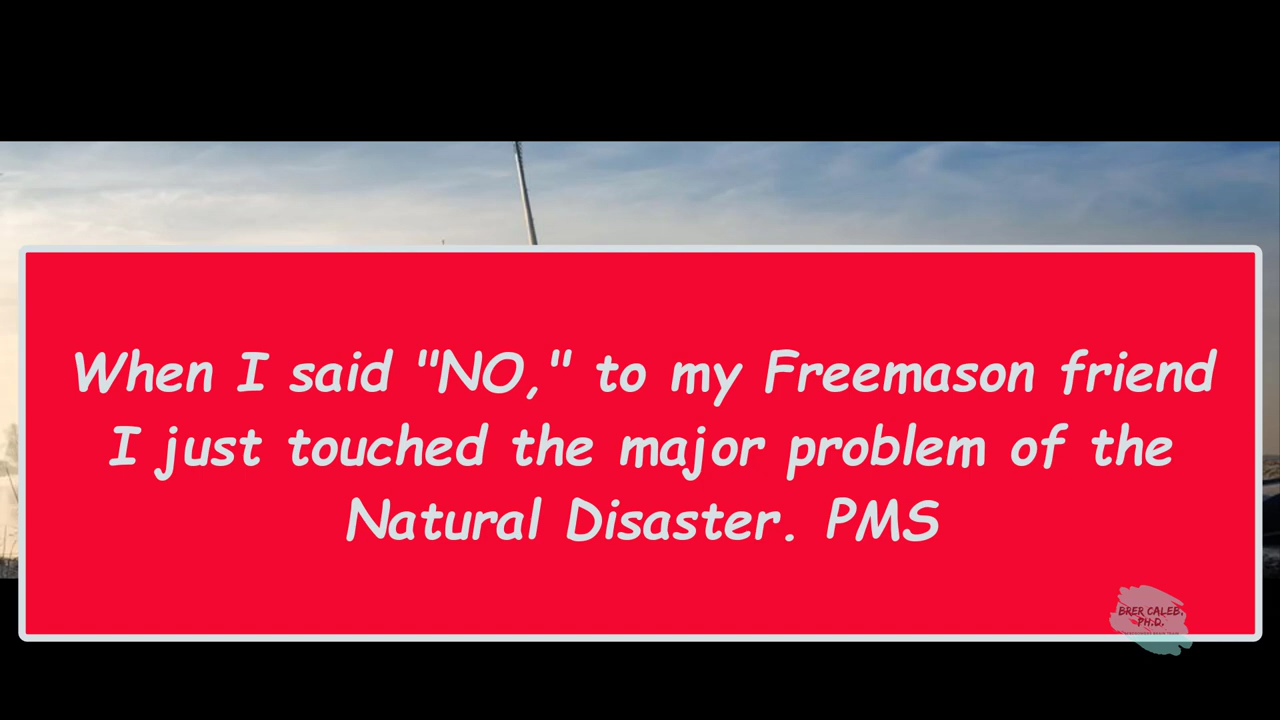 When I said "NO," to my Freemason friend
I just touched the major problem of the
Natural Disaster. PMS
BRER CALEB,
PH.D.